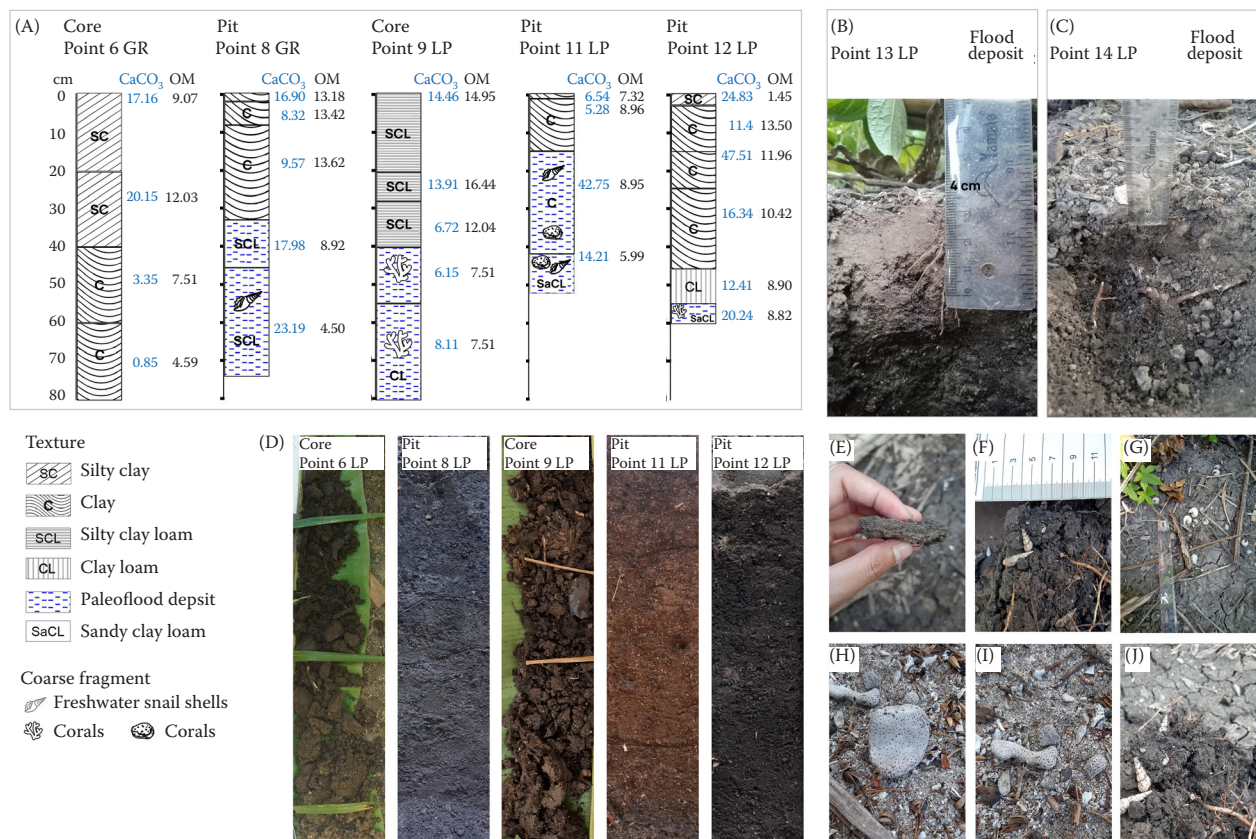 (A)
Core
Point 6 GR
Pit
Point 8 GR
Core
Point 9 LP
Pit
Point 11 LP
Pit
Point 12 LP
cm
CaCO3 OM
CaCO3 OM
CaCO3 OM
CaCO3 OM
CaCO3 OM
0
10
20
30
40
50
60
70
80
SC
17.16 9.07
SC
20.15 12.03
C
3.35 7.51
C
0.85 4.59
16.90 13.18
C
8.32 13.42
C
9.57 13.62
SCL
17.98 8.92
SCL
23.19 4.50
14.46 14.95
SCL
SCL
13.91 16.44
SCL
6.72 12.04
6.15 7.51
8.11 7.51
CL
6.54 7.32
C
5.28 8.96
42.75 8.95
C
14.21 5.99
SaCL
SC
24.83 1.45
C
11.4 13.50
C
47.51 11.96
C
16.34 10.42
CL
12.41 8.90
SaCL
20.24 8.82
(B)
Point 13 LP
Flood
deposit
4 cm
(C)
Point 14 LP
Flood
deposit
Texture
SC Silty clay
C Clay
SCL Silty clay loam
CL Clay loam
Paleoflood depsit
SaCL Sandy clay loam
Coarse fragment
Freshwater snail shells
Corals
Corals
(D)
Core
Point 6 LP
Pit
Point 8 LP
Core
Point 9 LP
Pit
Point 11 LP
Pit
Point 12 LP
(E)
(F)
1 3 5 7 9 11
(G)
(H)
(I)
(J)